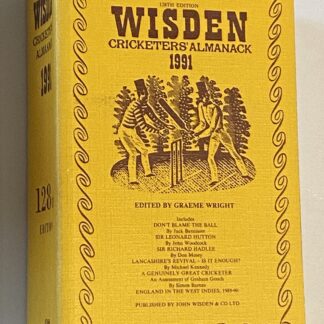 128TH EDITION
WISDEN
CRICKETERS' ALMANACK
1991
EDITED BY GRAEME WRIGHT
includes
DON'T BLAME THE BALL
By Jack Bannister
SIR LEONARD HUTTON
By John Woodcock
SIR RICHARD HADLEE
By Don Mosey
LANCASHIRE'S REVIVAL – IS IT ENOUGH?
By Michael Kennedy
A GENUINELY GREAT CRICKETER
An Assessment of Graham Gooch
By Simon Barnes
ENGLAND IN THE WEST INDIES, 1989-90
PUBLISHED BY JOHN WISDEN & CO LTD
WISDEN
CRICKETERS'
ALMANACK
1991
128
EDITION